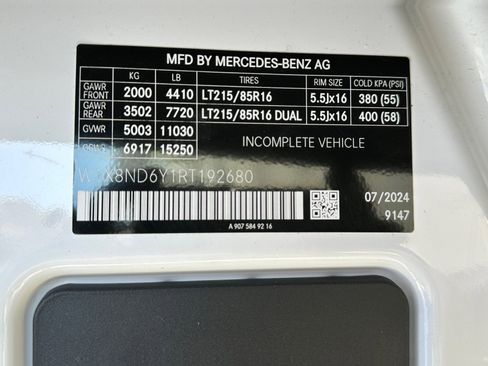 MFD BY MERCEDES-BENZ AG
KG LB TIRES RIM SIZE COLD KPA (PSI)
GAWR FRONT 2000 4410 LT215/85R16 5.5Jx16 380 (55)
GAWR REAR 3502 7720 LT215/85R16 DUAL 5.5Jx16 400 (58)
GVWR 5003 11030 INCOMPLETE VEHICLE
6917 15250
07/2024
9147
A 907 584 92 16